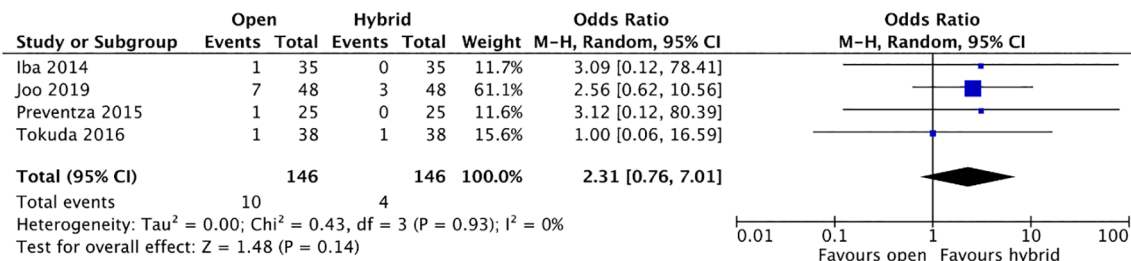 Open Hybrid Odds Ratio Odds Ratio
Study or Subgroup Events Total Events Total Weight M-H, Random, 95% CI M-H, Random, 95% CI
Iba 2014 1 35 0 35 11.7% 3.09 [0.12, 78.41]
Joo 2019 7 48 3 48 61.1% 2.56 [0.62, 10.56]
Preventza 2015 1 25 0 25 11.6% 3.12 [0.12, 80.39]
Tokuda 2016 1 38 1 38 15.6% 1.00 [0.06, 16.59]
Total (95% CI) 146 146 100.0% 2.31 [0.76, 7.01]
Total events 10 4
Heterogeneity: Tau² = 0.00; Chi² = 0.43, df = 3 (P = 0.93); I² = 0%
Test for overall effect: Z = 1.48 (P = 0.14)
0.01 0.1 1 10 100
Favours open Favours hybrid